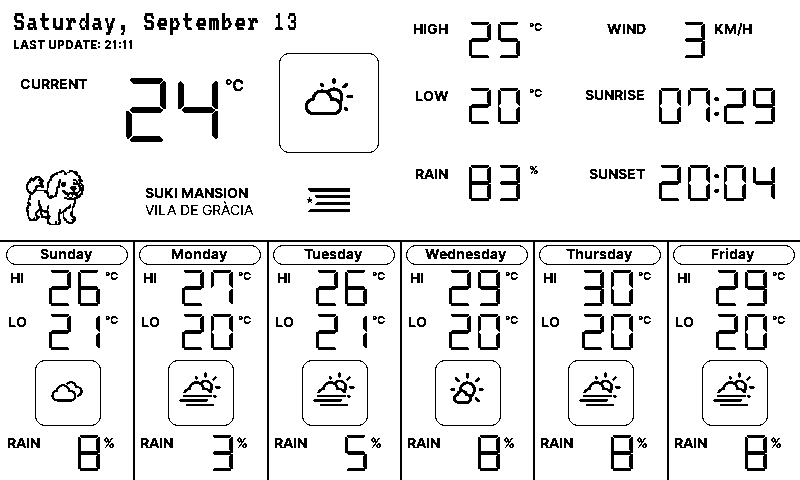 Saturday, September 13
LAST UPDATE: 21:11
CURRENT 24 °C
HIGH 25 °C
LOW 20 °C
RAIN 83 %
WIND 3 KM/H
SUNRISE 07:29
SUNSET 20:04
SUKI MANSION
VILA DE GRÀCIA
Sunday
HI 26 °C
LO 21 °C
RAIN 8 %
Monday
HI 27 °C
LO 20 °C
RAIN 3 %
Tuesday
HI 26 °C
LO 21 °C
RAIN 5 %
Wednesday
HI 29 °C
LO 20 °C
RAIN 8 %
Thursday
HI 30 °C
LO 20 °C
RAIN 8 %
Friday
HI 29 °C
LO 20 °C
RAIN 8 %